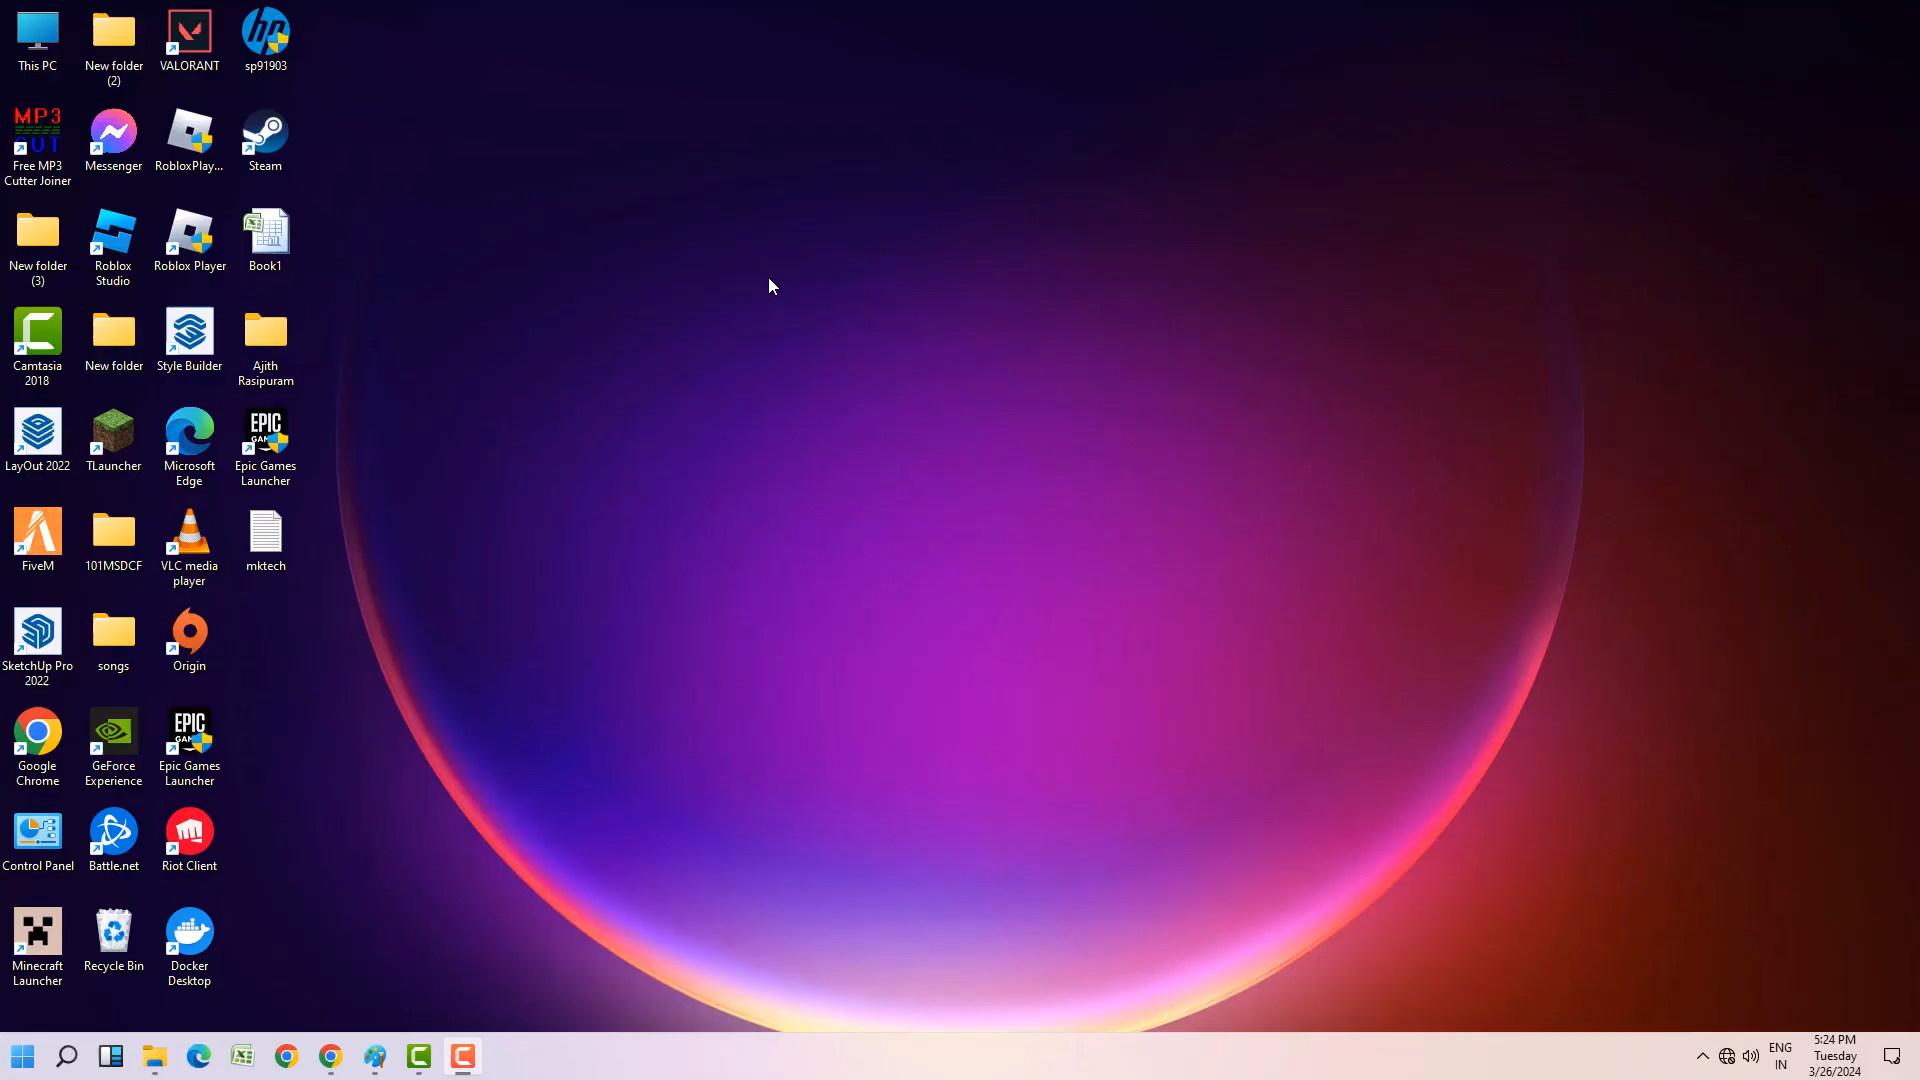 This PC
New folder
(2)
VALORANT
hp
sp91903
MP3
CUT
Free MP3
Cutter Joiner
Messenger
RobloxPlay...
Steam
New folder
(3)
Roblox
Studio
Roblox Player
Book1
Camtasia
2018
New folder
Style Builder
Ajith
Rasipuram
LayOut 2022
TLauncher
Microsoft
Edge
EPIC
GAMES
Epic Games
Launcher
FiveM
101MSDCF
VLC media
player
mktech
SketchUp Pro
2022
songs
Origin
Google
Chrome
GeForce
Experience
EPIC
GAMES
Epic Games
Launcher
Control Panel
Battle.net
Riot Client
Minecraft
Launcher
Recycle Bin
Docker
Desktop
ENG
IN
5:24 PM
Tuesday
3/26/2024